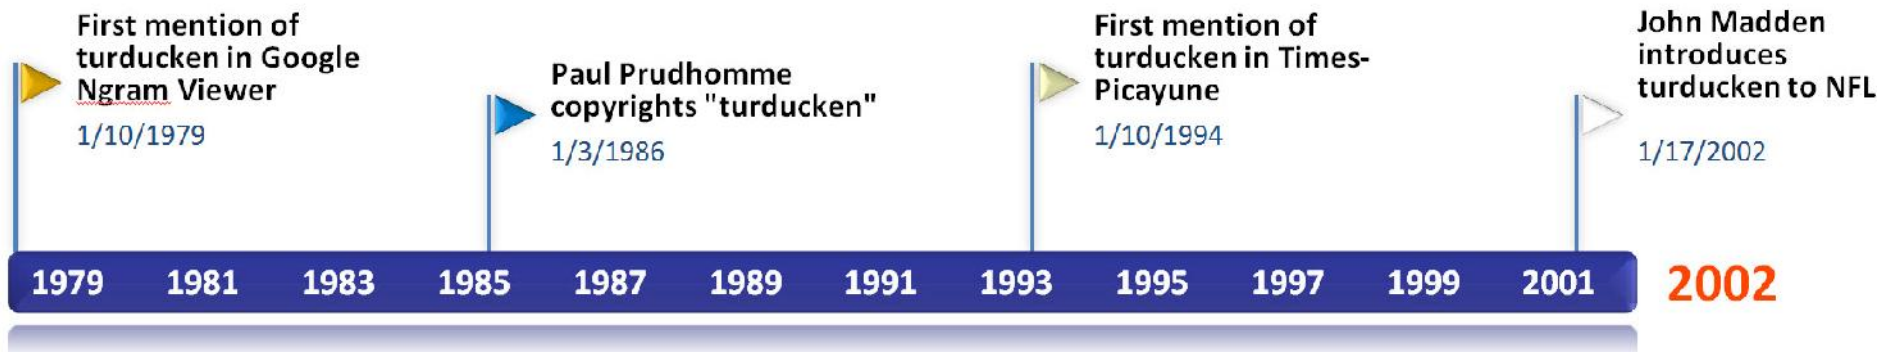 First mention of
turducken in Google
Ngram Viewer
1/10/1979
Paul Prudhomme
copyrights "turducken"
1/3/1986
First mention of
turducken in Times-
Picayune
1/10/1994
John Madden
introduces
turducken to NFL
1/17/2002
1979 1981 1983 1985 1987 1989 1991 1993 1995 1997 1999 2001 2002